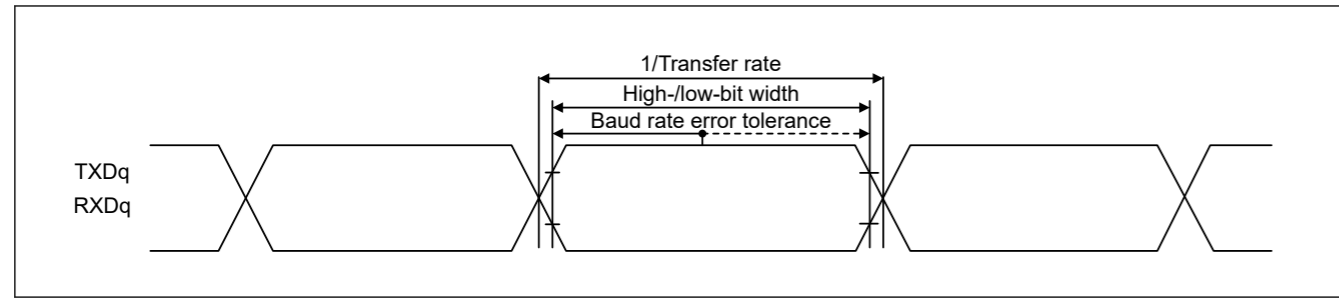 1/Transfer rate
High-/low-bit width
Baud rate error tolerance
TXDq
RXDq